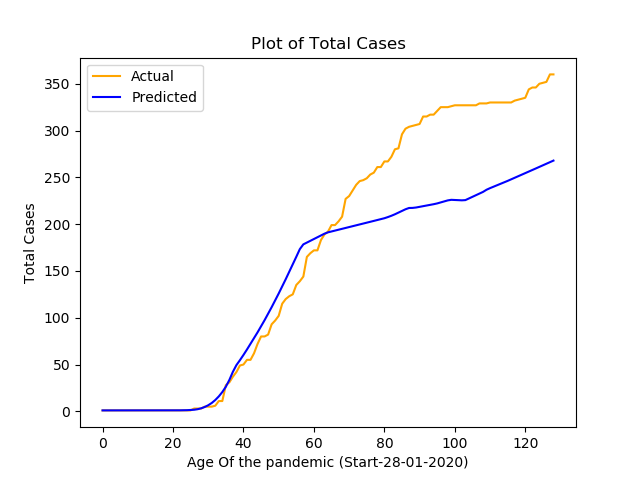 Plot of Total Cases
Actual
Predicted
350
300
250
200
150
100
50
0
Total Cases
0 20 40 60 80 100 120
Age Of the pandemic (Start-28-01-2020)